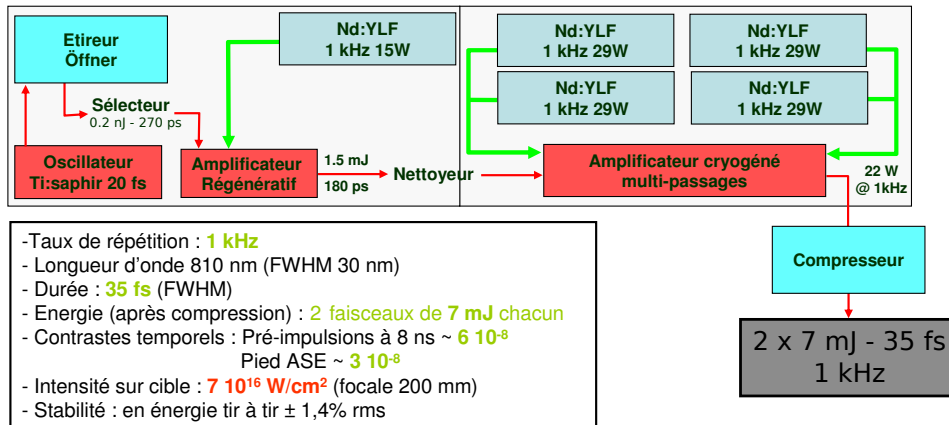 Etireur
Öffner
Nd:YLF
1 kHz 15W
Nd:YLF
1 kHz 29W
Nd:YLF
1 kHz 29W
Nd:YLF
1 kHz 29W
Nd:YLF
1 kHz 29W
Sélecteur
0.2 nJ - 270 ps
Oscillateur
Ti:saphir 20 fs
Amplificateur
Régénératif
1.5 mJ
180 ps
Nettoyeur
Amplificateur cryogéné
multi-passages
22 W
@ 1kHz
Compresseur
2 x 7 mJ - 35 fs
1 kHz
-Taux de répétition : 1 kHz
- Longueur d'onde 810 nm (FWHM 30 nm)
- Durée : 35 fs (FWHM)
- Energie (après compression) : 2 faisceaux de 7 mJ chacun
- Contrastes temporels : Pré-impulsions à 8 ns ~ 6 10⁻⁸
Pied ASE ~ 3 10⁻⁸
- Intensité sur cible : 7 10¹⁶ W/cm² (focale 200 mm)
- Stabilité : en énergie tir à tir ± 1,4% rms